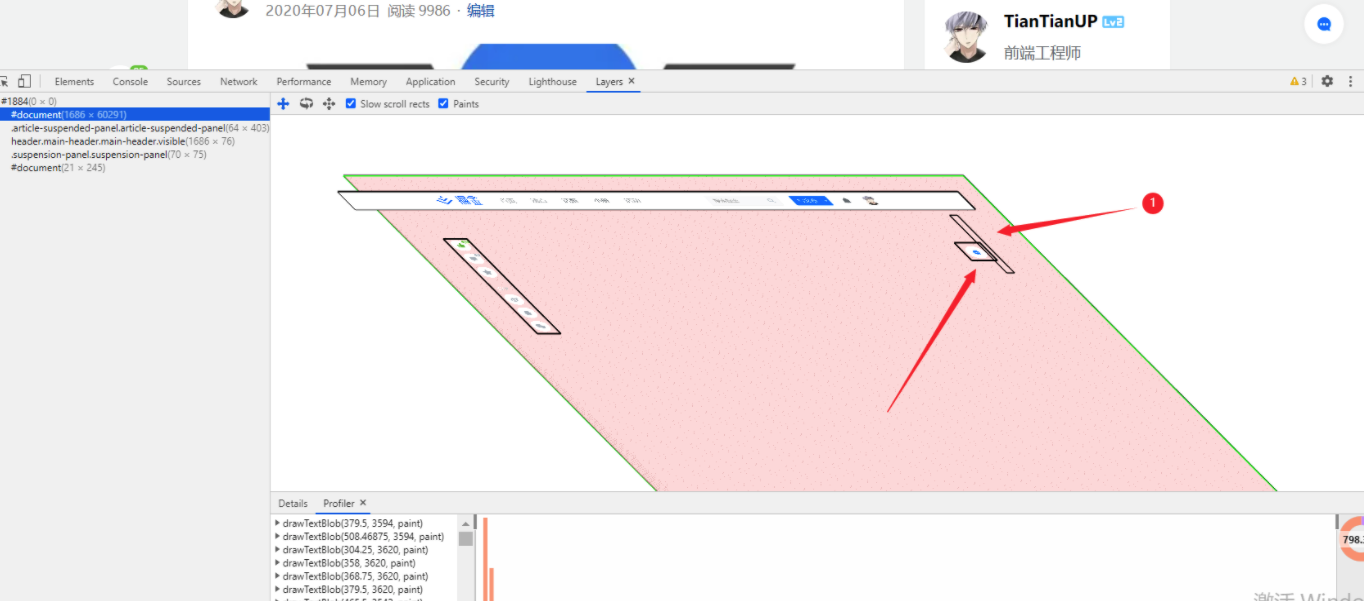 2020年07月06日 阅读 9986 · 编辑
TianTianUP Lv2
前端工程师
Elements Console Sources Network Performance Memory Application Security Lighthouse Layers × 3
#1884(0 × 0)
Slow scroll rects Paints
#document(1686 × 60291)
.article-suspended-panel.article-suspended-panel(64 × 403)
header.main-header.main-header.visible(1686 × 76)
.suspension-panel.suspension-panel(70 × 75)
#document(21 × 245)
1
Details Profiler ×
drawTextBlob(379.5, 3594, paint)
drawTextBlob(508.46875, 3594, paint)
drawTextBlob(304.25, 3620, paint)
drawTextBlob(358, 3620, paint)
drawTextBlob(368.75, 3620, paint)
drawTextBlob(379.5, 3620, paint)
798.
激活 Windo